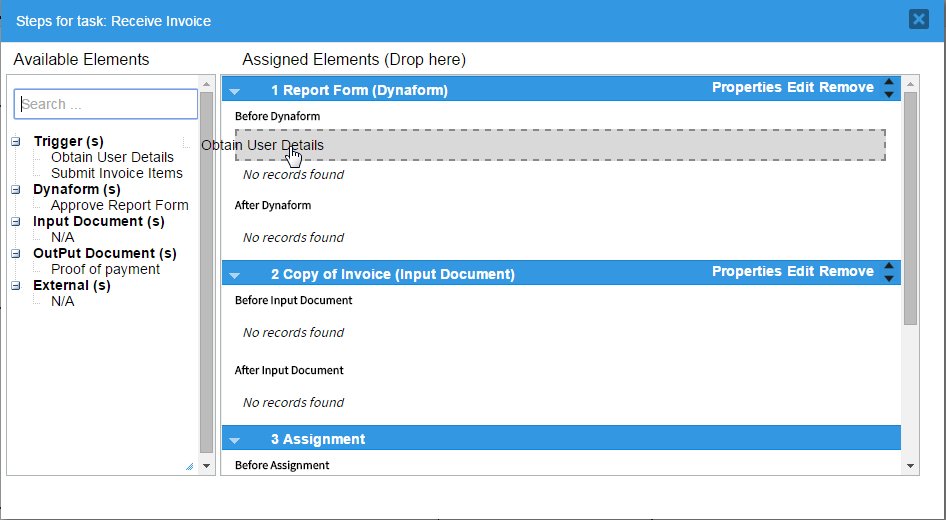 Steps for task: Receive Invoice
Available Elements
Assigned Elements (Drop here)
Search ...
Trigger (s)
Obtain User Details
Submit Invoice Items
Dynaform (s)
Approve Report Form
Input Document (s)
N/A
OutPut Document (s)
Proof of payment
External (s)
N/A
1 Report Form (Dynaform) Properties Edit Remove
Before Dynaform
Obtain User Details
No records found
After Dynaform
No records found
2 Copy of Invoice (Input Document) Properties Edit Remove
Before Input Document
No records found
After Input Document
No records found
3 Assignment
Before Assignment